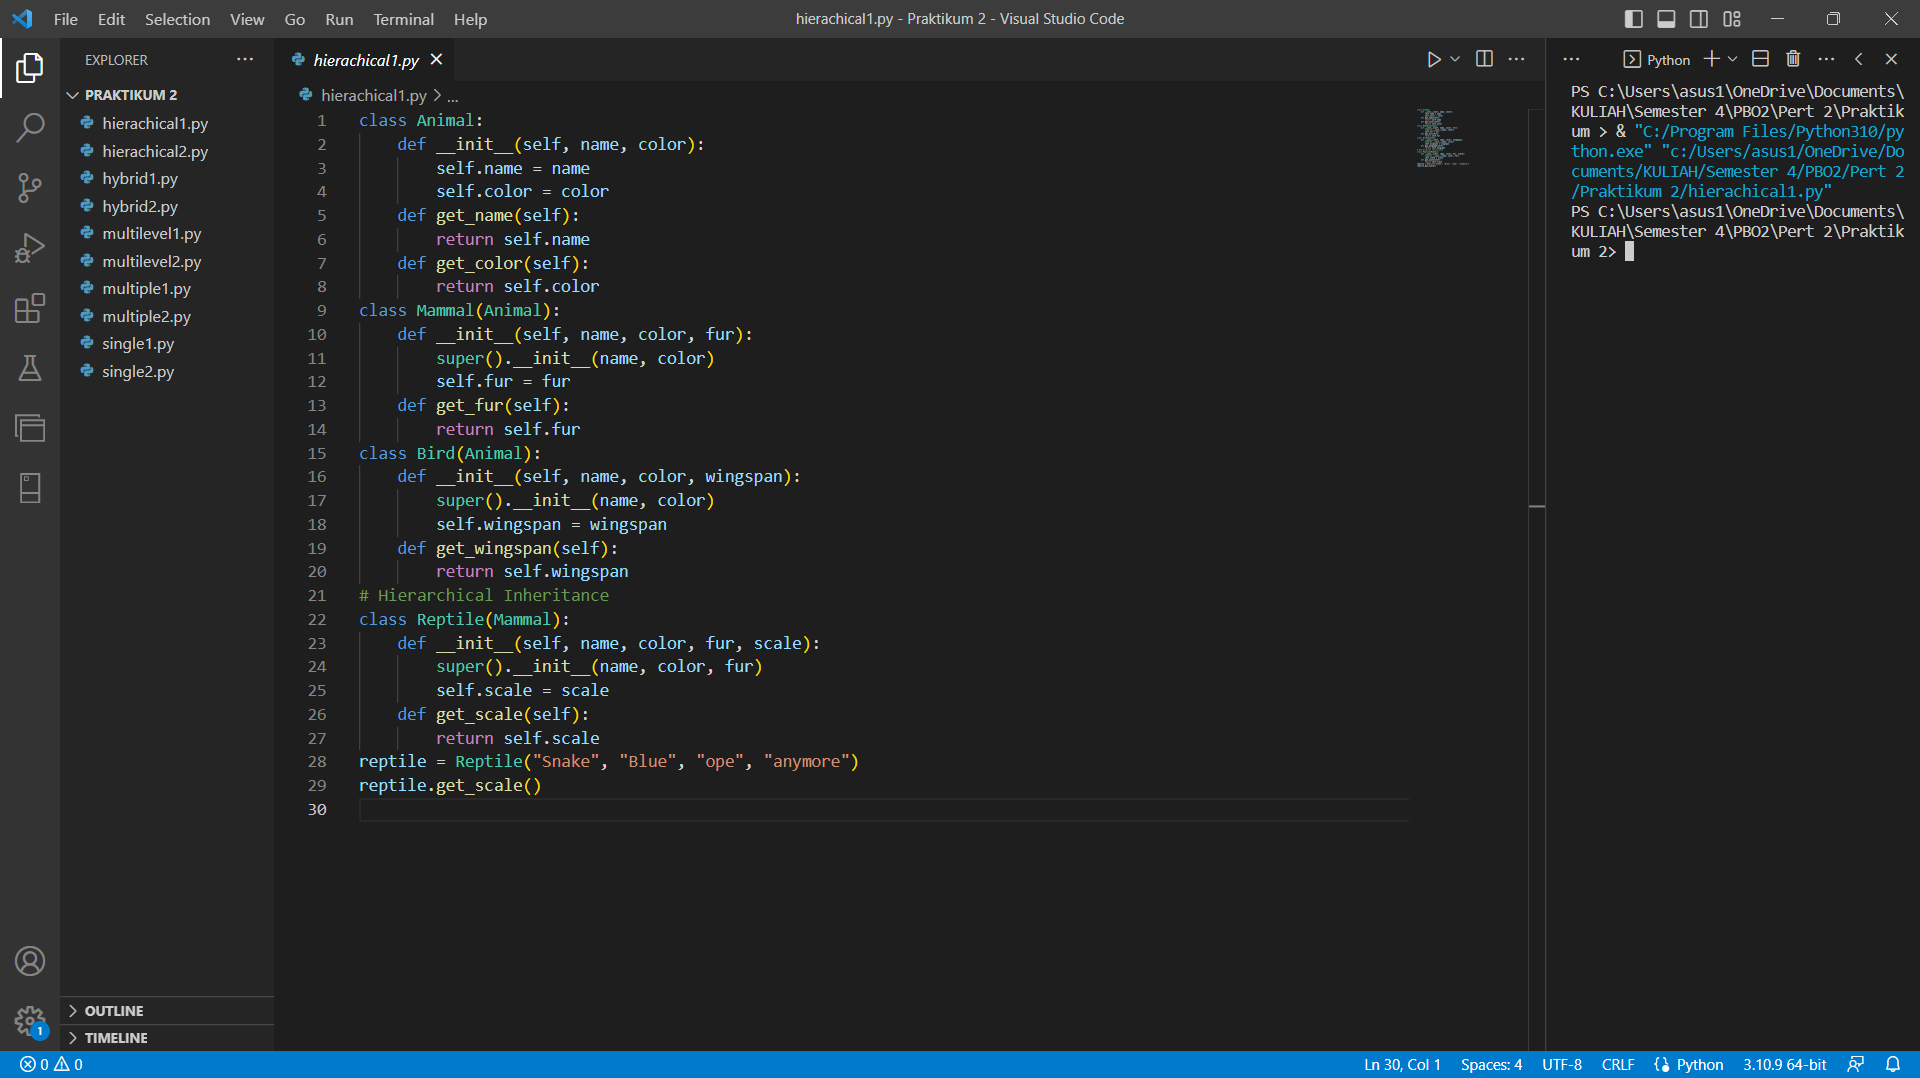 File Edit Selection View Go Run Terminal Help
hierachical1.py - Praktikum 2 - Visual Studio Code
EXPLORER
PRAKTIKUM 2
hierachical1.py
hierachical2.py
hybrid1.py
hybrid2.py
multilevel1.py
multilevel2.py
multiple1.py
multiple2.py
single1.py
single2.py
OUTLINE
TIMELINE
hierachical1.py
hierachical1.py > ...
1 class Animal:
2     def __init__(self, name, color):
3         self.name = name
4         self.color = color
5     def get_name(self):
6         return self.name
7     def get_color(self):
8         return self.color
9 class Mammal(Animal):
10     def __init__(self, name, color, fur):
11         super().__init__(name, color)
12         self.fur = fur
13     def get_fur(self):
14         return self.fur
15 class Bird(Animal):
16     def __init__(self, name, color, wingspan):
17         super().__init__(name, color)
18         self.wingspan = wingspan
19     def get_wingspan(self):
20         return self.wingspan
21 # Hierarchical Inheritance
22 class Reptile(Mammal):
23     def __init__(self, name, color, fur, scale):
24         super().__init__(name, color, fur)
25         self.scale = scale
26     def get_scale(self):
27         return self.scale
28 reptile = Reptile("Snake", "Blue", "ope", "anymore")
29 reptile.get_scale()
30
Python
PS C:\Users\asus1\OneDrive\Documents\
KULIAH\Semester 4\PBO2\Pert 2\Praktik
um > & "C:/Program Files/Python310/py
thon.exe" "c:/Users/asus1/OneDrive/Do
cuments/KULIAH/Semester 4/PBO2/Pert 2
/Praktikum 2/hierachical1.py"
PS C:\Users\asus1\OneDrive\Documents\
KULIAH\Semester 4\PBO2\Pert 2\Praktik
um 2>
1
0 0
Ln 30, Col 1 Spaces: 4 UTF-8 CRLF Python 3.10.9 64-bit